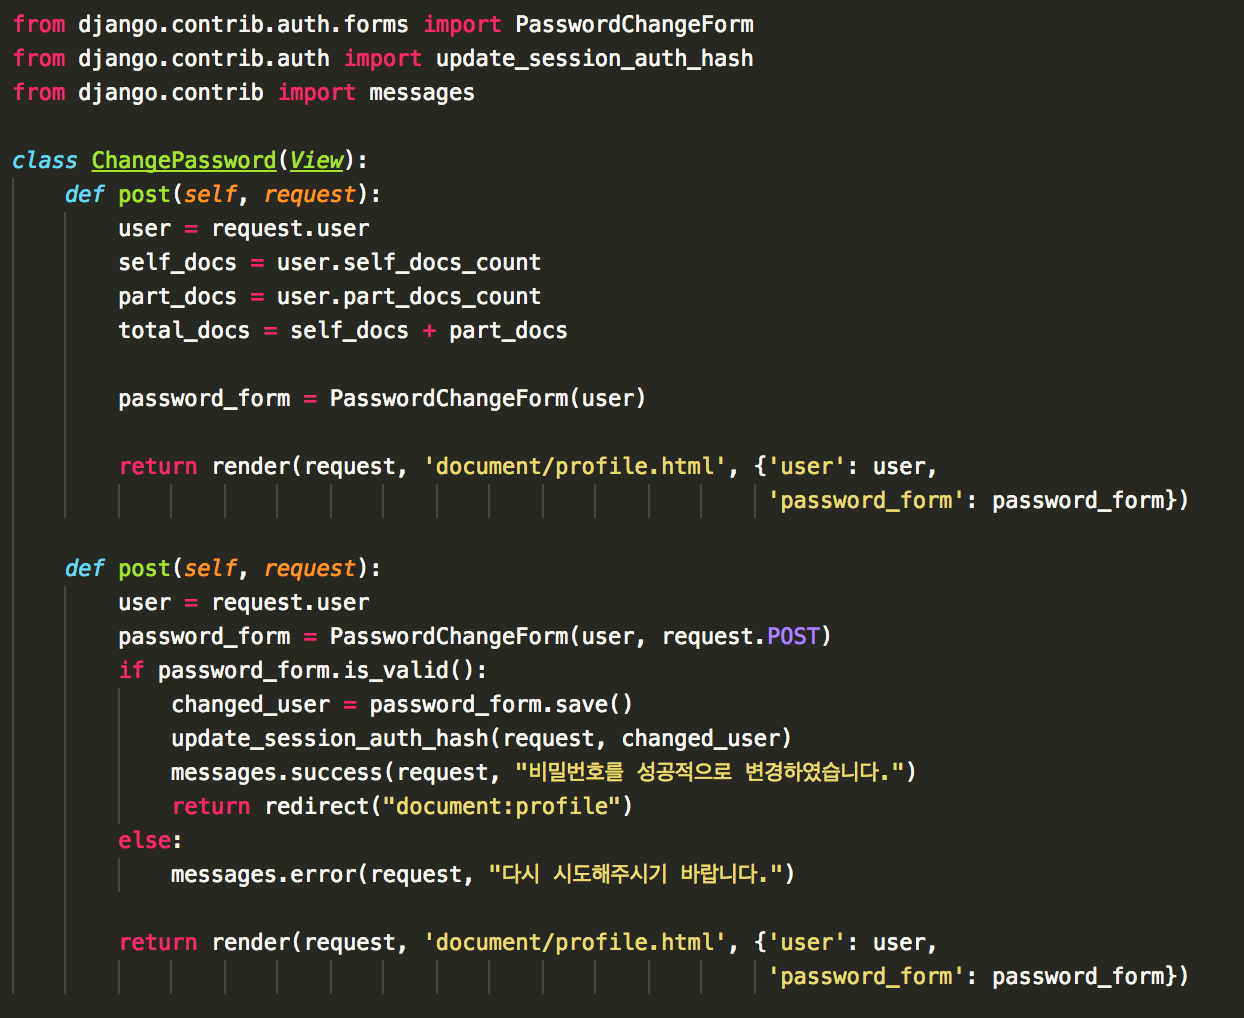 from django.contrib.auth.forms import PasswordChangeForm
from django.contrib.auth import update_session_auth_hash
from django.contrib import messages

class ChangePassword(View):
    def post(self, request):
        user = request.user
        self_docs = user.self_docs_count
        part_docs = user.part_docs_count
        total_docs = self_docs + part_docs

        password_form = PasswordChangeForm(user)

        return render(request, 'document/profile.html', {'user': user,
                                                         'password_form': password_form})

    def post(self, request):
        user = request.user
        password_form = PasswordChangeForm(user, request.POST)
        if password_form.is_valid():
            changed_user = password_form.save()
            update_session_auth_hash(request, changed_user)
            messages.success(request, "비밀번호를 성공적으로 변경하였습니다.")
            return redirect("document:profile")
        else:
            messages.error(request, "다시 시도해주시기 바랍니다.")

        return render(request, 'document/profile.html', {'user': user,
                                                         'password_form': password_form})